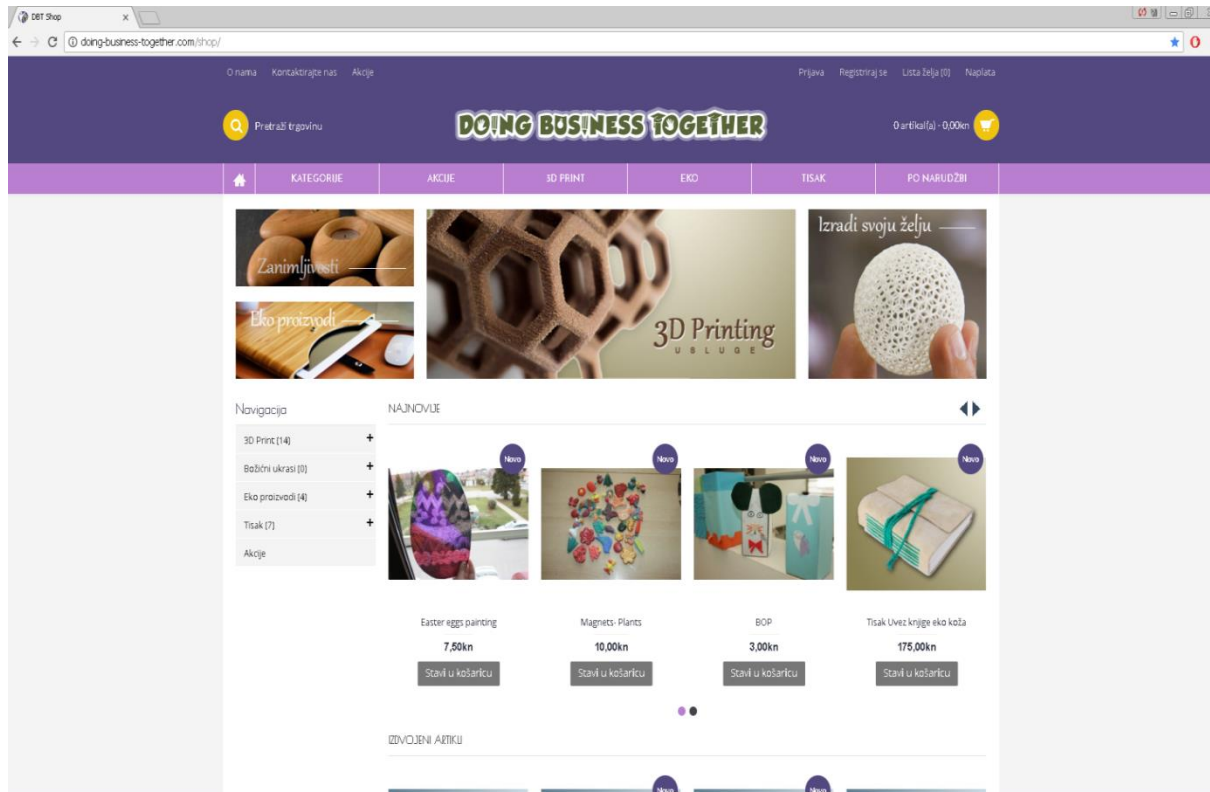 DBT Shop
doing-business-together.com/shop/
O nama Kontaktirajte nas Akcije
Prijava Registriraj se Lista želja (0) Naplata
Pretraži trgovinu
DOING BUSINESS TOGETHER
0 artikal(a) - 0,00kn
KATEGORIJE AKCIJE 3D PRINT EKO TISAK PO NARUDŽBI
Zanimljivosti
Eko proizvodi
3D Printing
USLUGE
Izradi svoju želju
Navigacija
3D Print (14) +
Božićni ukrasi (0) +
Eko proizvodi (4) +
Tisak (7) +
Akcije
NAJNOVIJE
Novo Novo Novo Novo
Easter eggs painting Magnets- Plants BOP Tisak Uvez knjige eko koža
7,50kn 10,00kn 3,00kn 175,00kn
Stavi u košaricu Stavi u košaricu Stavi u košaricu Stavi u košaricu
IZDVOJENI ARTIKLI
Novo Novo